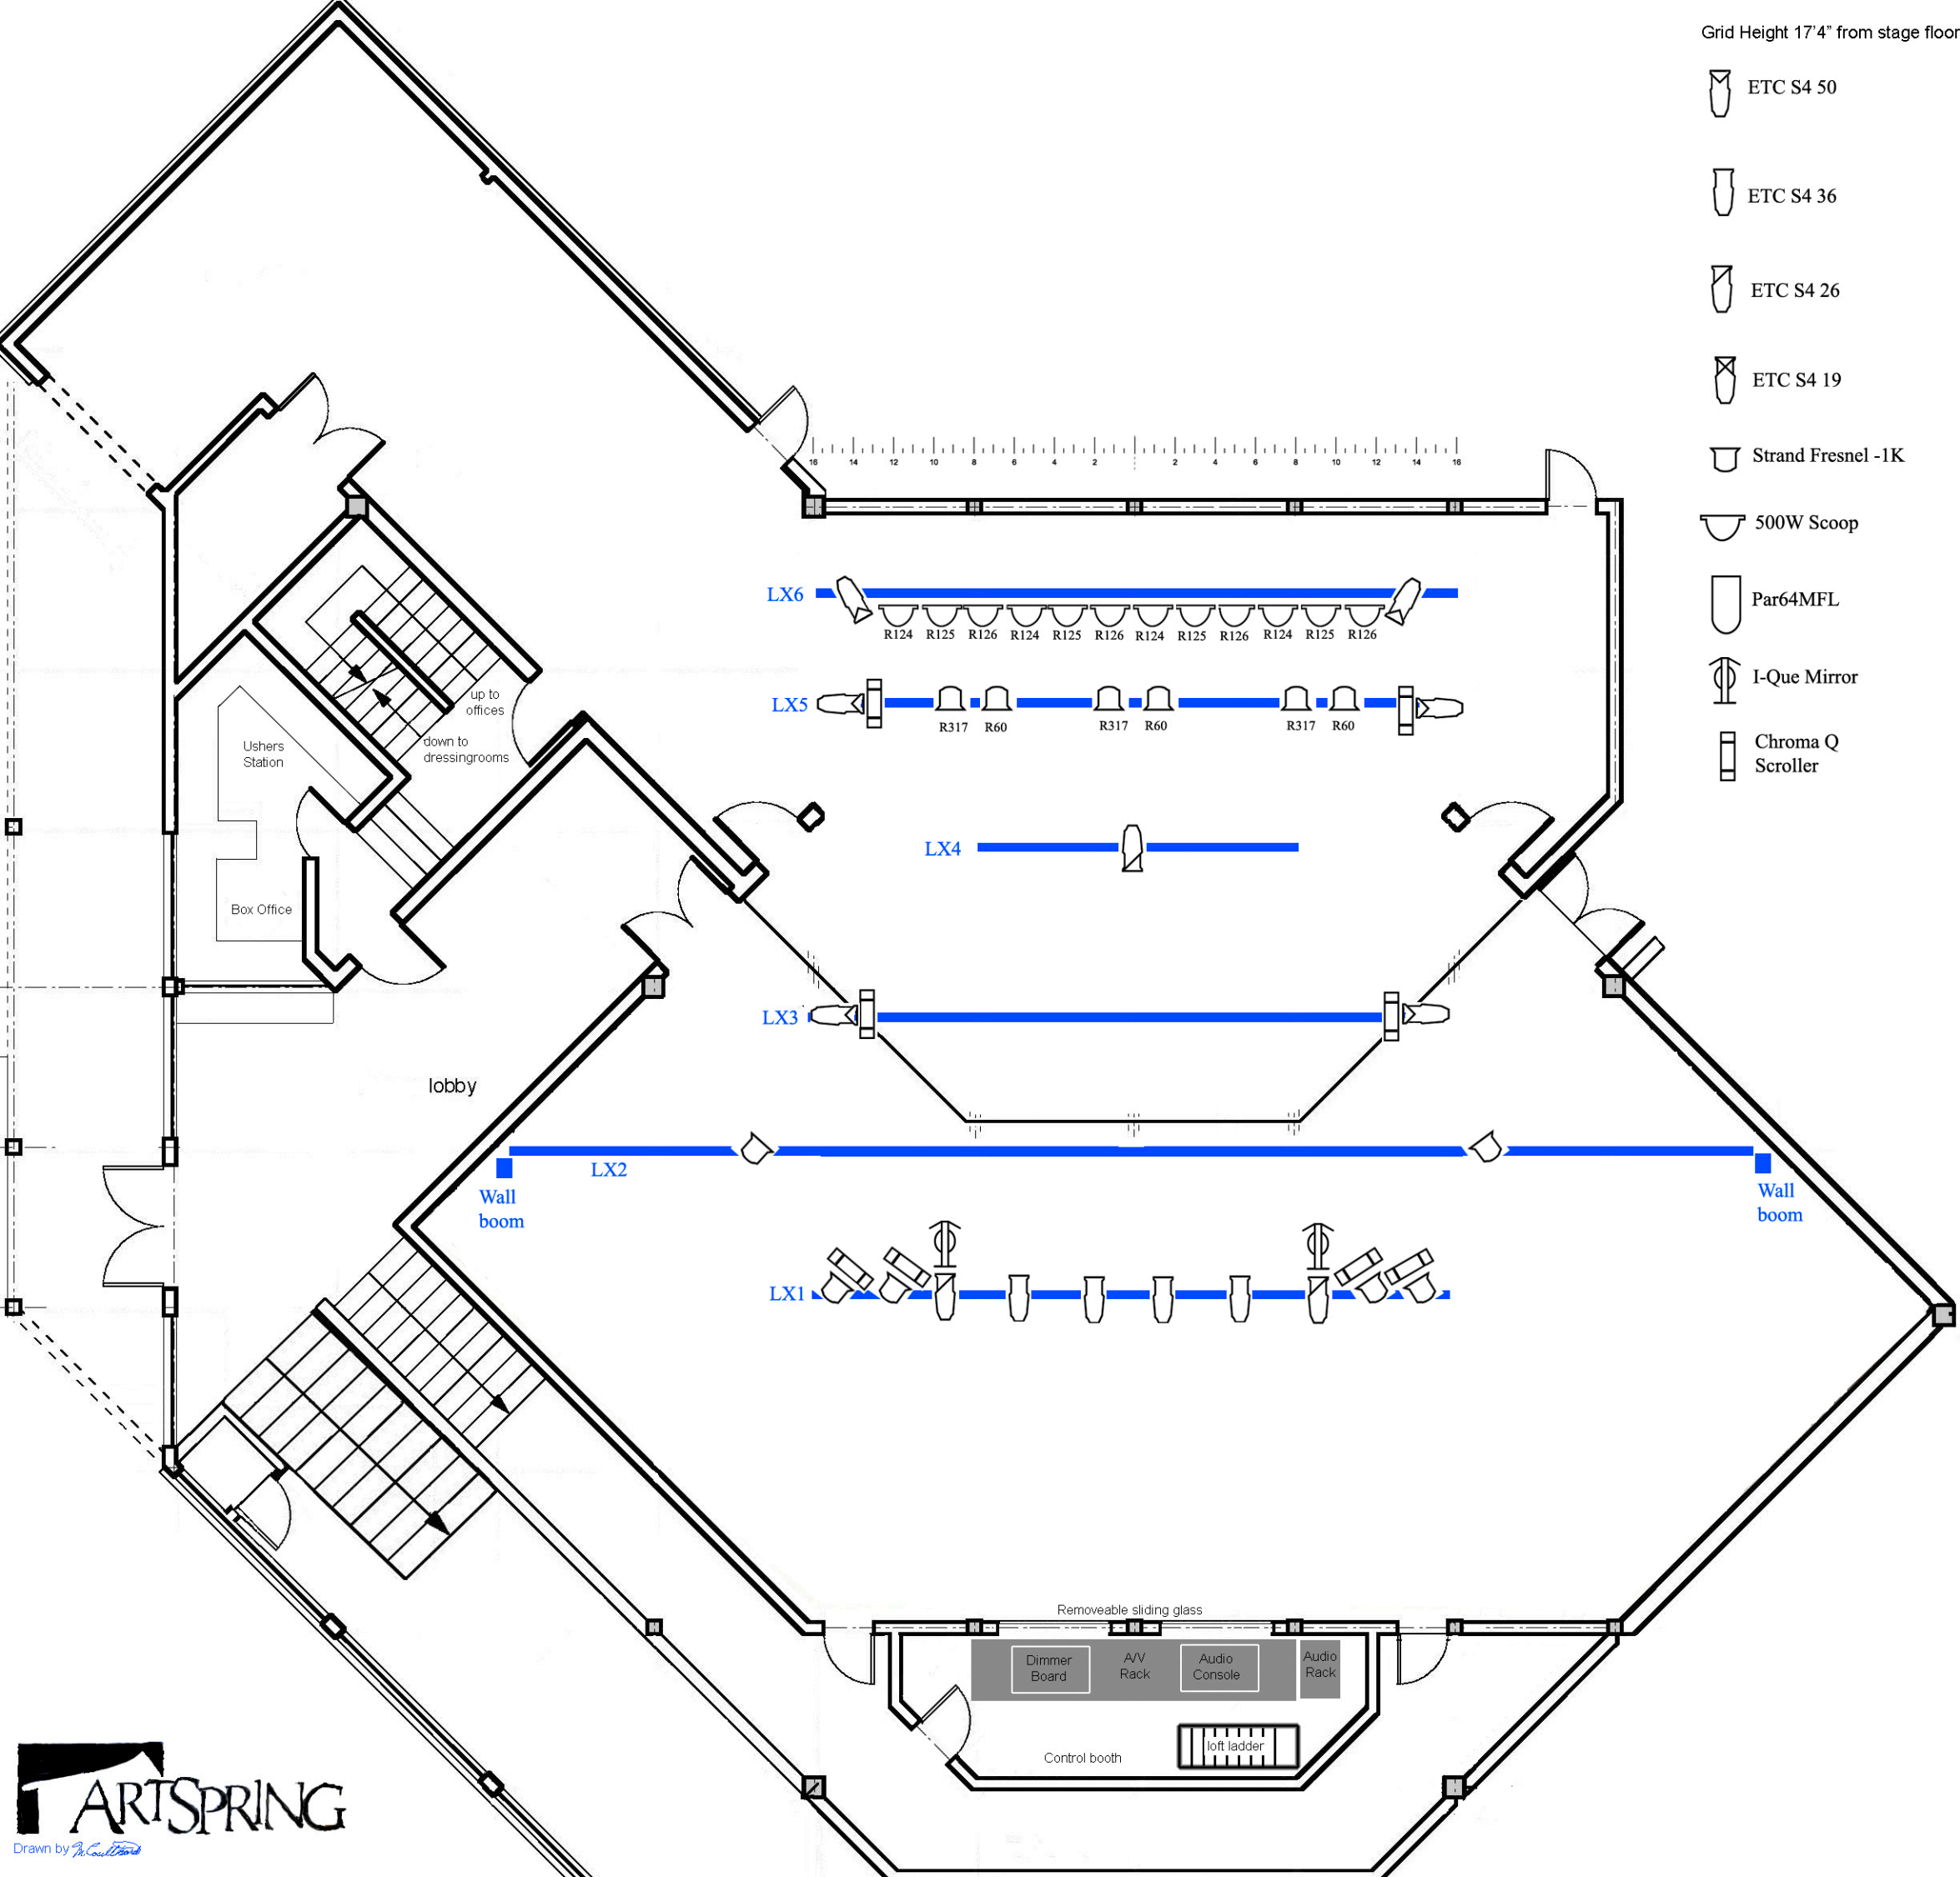 Grid Height 17'4" from stage floor
ETC S4 50
ETC S4 36
ETC S4 26
ETC S4 19
Strand Fresnel -1K
500W Scoop
Par64MFL
I-Que Mirror
Chroma Q
Scroller
16 14 12 10 8 6 4 2 2 4 6 8 10 12 14 16
LX6
R124 R125 R126 R124 R125 R126 R124 R125 R126 R124 R125 R126
LX5
R317 R60 R317 R60 R317 R60
up to
offices
down to
dressingrooms
Ushers
Station
Box Office
LX4
LX3
lobby
LX2
Wall
boom
Wall
boom
LX1
Removeable sliding glass
Dimmer
Board
A/V
Rack
Audio
Console
Audio
Rack
loft ladder
Control booth
ARTSPRING
Drawn by